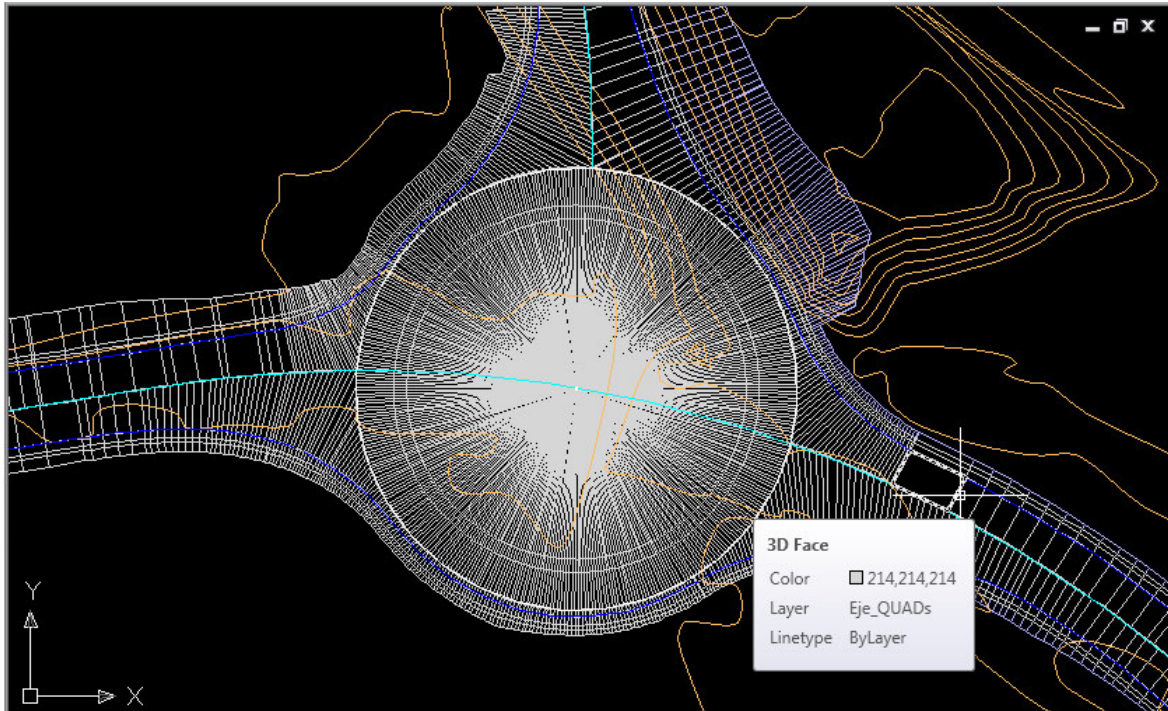 3D Face
Color 214,214,214
Layer Eje_QUADs
Linetype ByLayer
Y
X